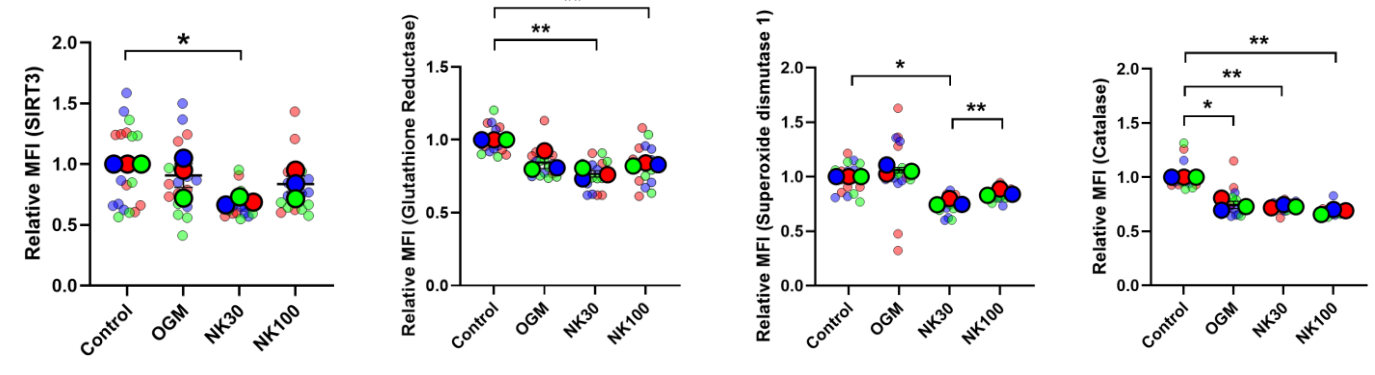 Relative MFI (SIRT3)
2.0
1.5
1.0
0.5
0.0
*
Control
OGM
NK30
NK100
Relative MFI (Glutathione Reductase)
1.5
1.0
0.5
0.0
**
Control
OGM
NK30
NK100
Relative MFI (Superoxide dismutase 1)
2.0
1.5
1.0
0.5
0.0
*
**
Control
OGM
NK30
NK100
Relative MFI (Catalase)
2.0
1.5
1.0
0.5
0.0
**
**
*
Control
OGM
NK30
NK100